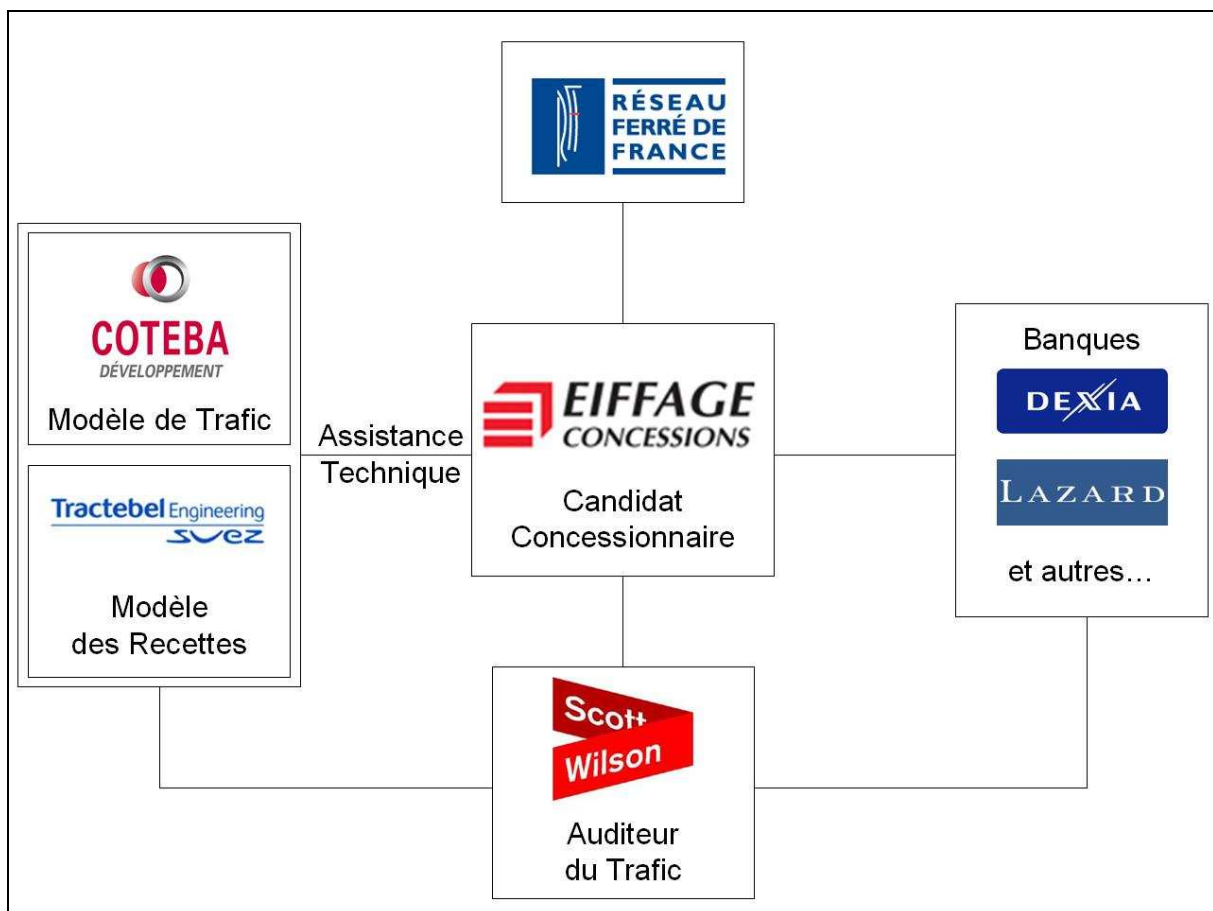 RÉSEAU
FERRÉ DE
FRANCE
COTEBA
DÉVELOPPEMENT
Modèle de Trafic
Tractebel Engineering
SUEZ
Modèle
des Recettes
Assistance
Technique
EIFFAGE
CONCESSIONS
Candidat
Concessionnaire
Banques
DEXIA
LAZARD
et autres…
Scott
Wilson
Auditeur
du Trafic